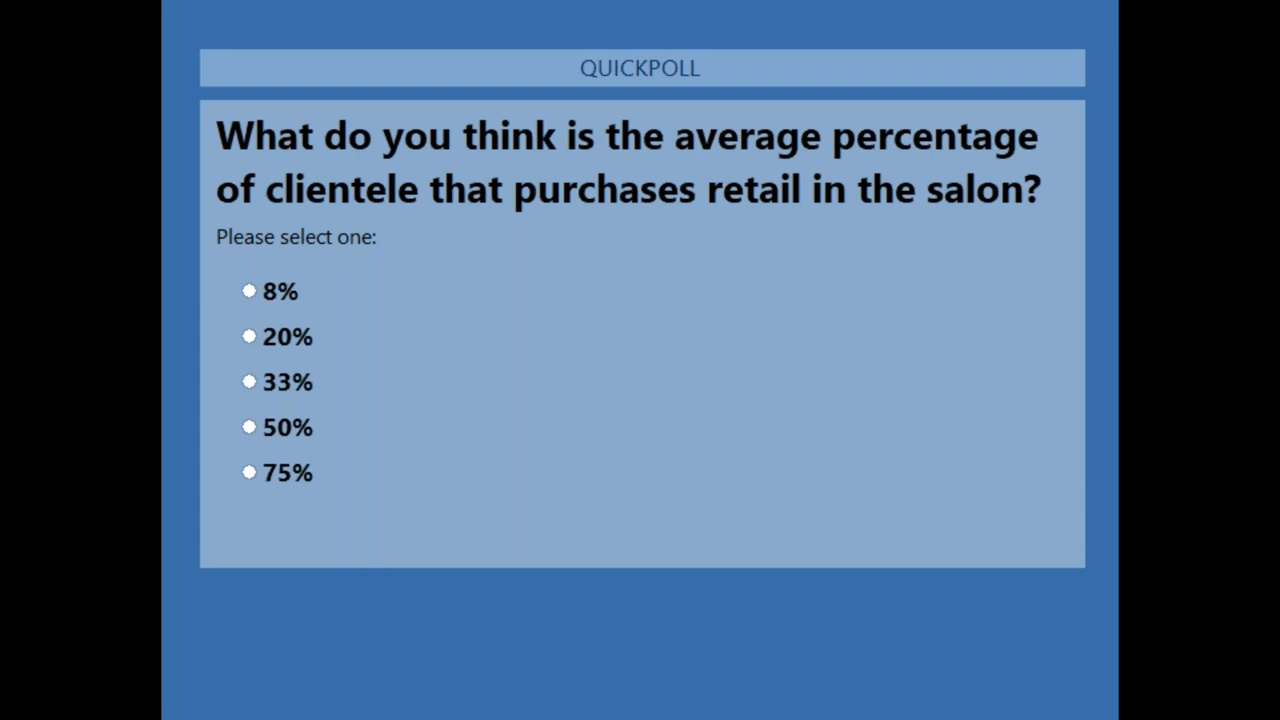 QUICKPOLL
What do you think is the average percentage
of clientele that purchases retail in the salon?
Please select one:
8%
20%
33%
50%
75%